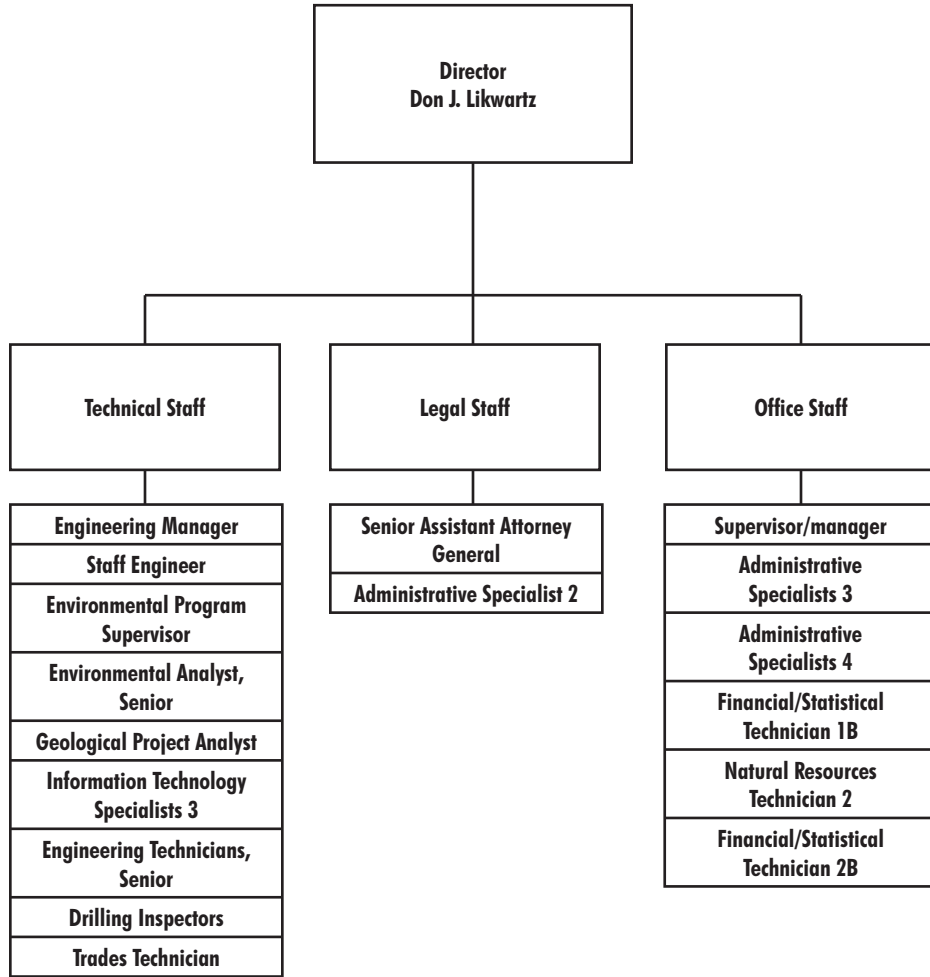 Director
Don J. Likwartz
Technical Staff
Legal Staff
Office Staff
Engineering Manager
Staff Engineer
Environmental Program
Supervisor
Environmental Analyst,
Senior
Geological Project Analyst
Information Technology
Specialists 3
Engineering Technicians,
Senior
Drilling Inspectors
Trades Technician
Senior Assistant Attorney
General
Administrative Specialist 2
Supervisor/manager
Administrative
Specialists 3
Administrative
Specialists 4
Financial/Statistical
Technician 1B
Natural Resources
Technician 2
Financial/Statistical
Technician 2B